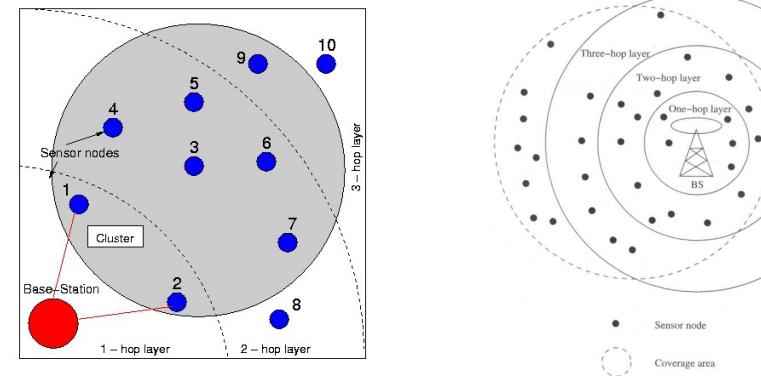 10
9
5
4
Sensor nodes
3
6
3 – hop layer
1
7
Cluster
2
8
Base–Station
1 – hop layer
2 – hop layer
Three–hop layer
Two–hop layer
One–hop layer
BS
Sensor node
Coverage area